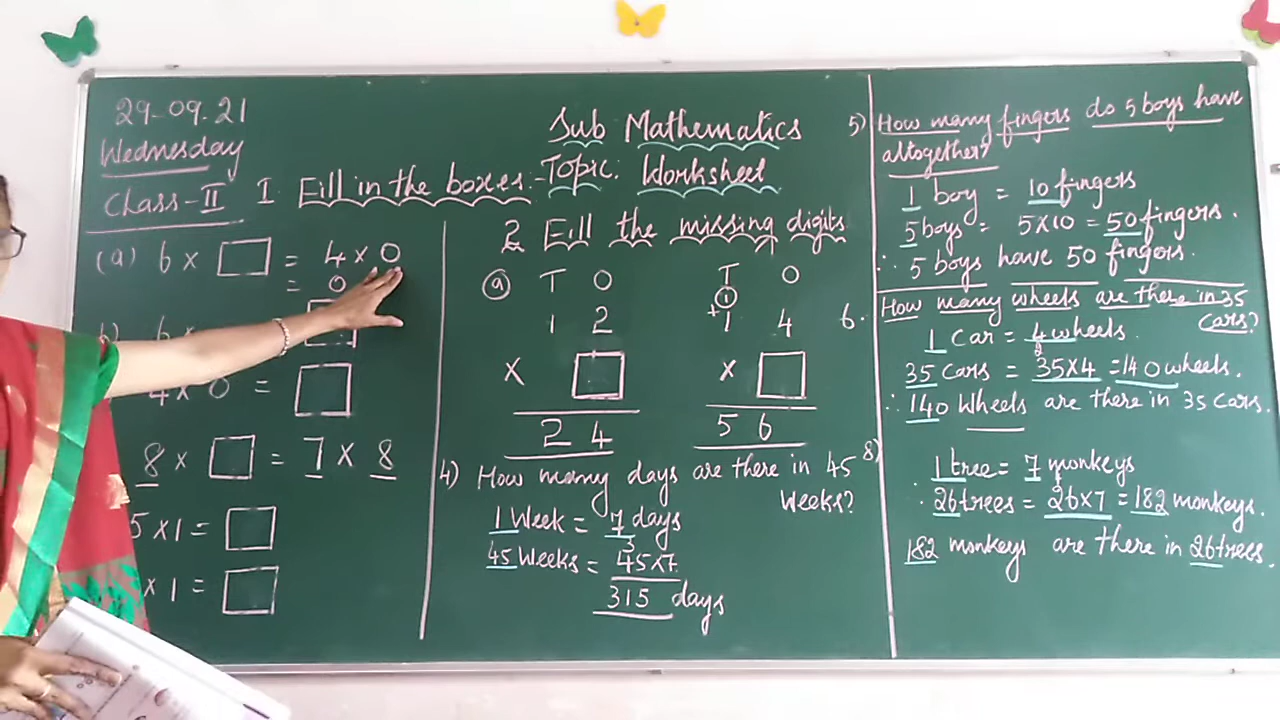 29-09.21
Wednesday
Class-II
Sub Mathematics
Topic: Worksheet
I. Fill in the boxes:-
(a) 6 × □ = 4 × 0
= 0
6
4 × 0 = □
8 × □ = 7 × 8
5 × 1 = □
× 1 = □
2 Fill the missing digits
ⓐ T O
1 2
× □
2 4
T O
①
+1 4
× □
5 6
4) How many days are there in 45
Weeks?
1 Week = 7 days
3
45 Weeks = 45×7
315 days
5) How many fingers do 5 boys have
altogether?
1 boy = 10 fingers
5 boys = 5×10 = 50 fingers.
∴ 5 boys have 50 fingers.
6. How many wheels are there in 35
Cars?
1 Car = 4 wheels.
2
35 Cars = 35×4 = 140 wheels.
∴ 140 Wheels are there in 35 Cars.
8)
1 tree = 7 monkeys
∴ 26 trees = 26×7 = 182 monkeys.
182 monkeys are there in 26 trees.